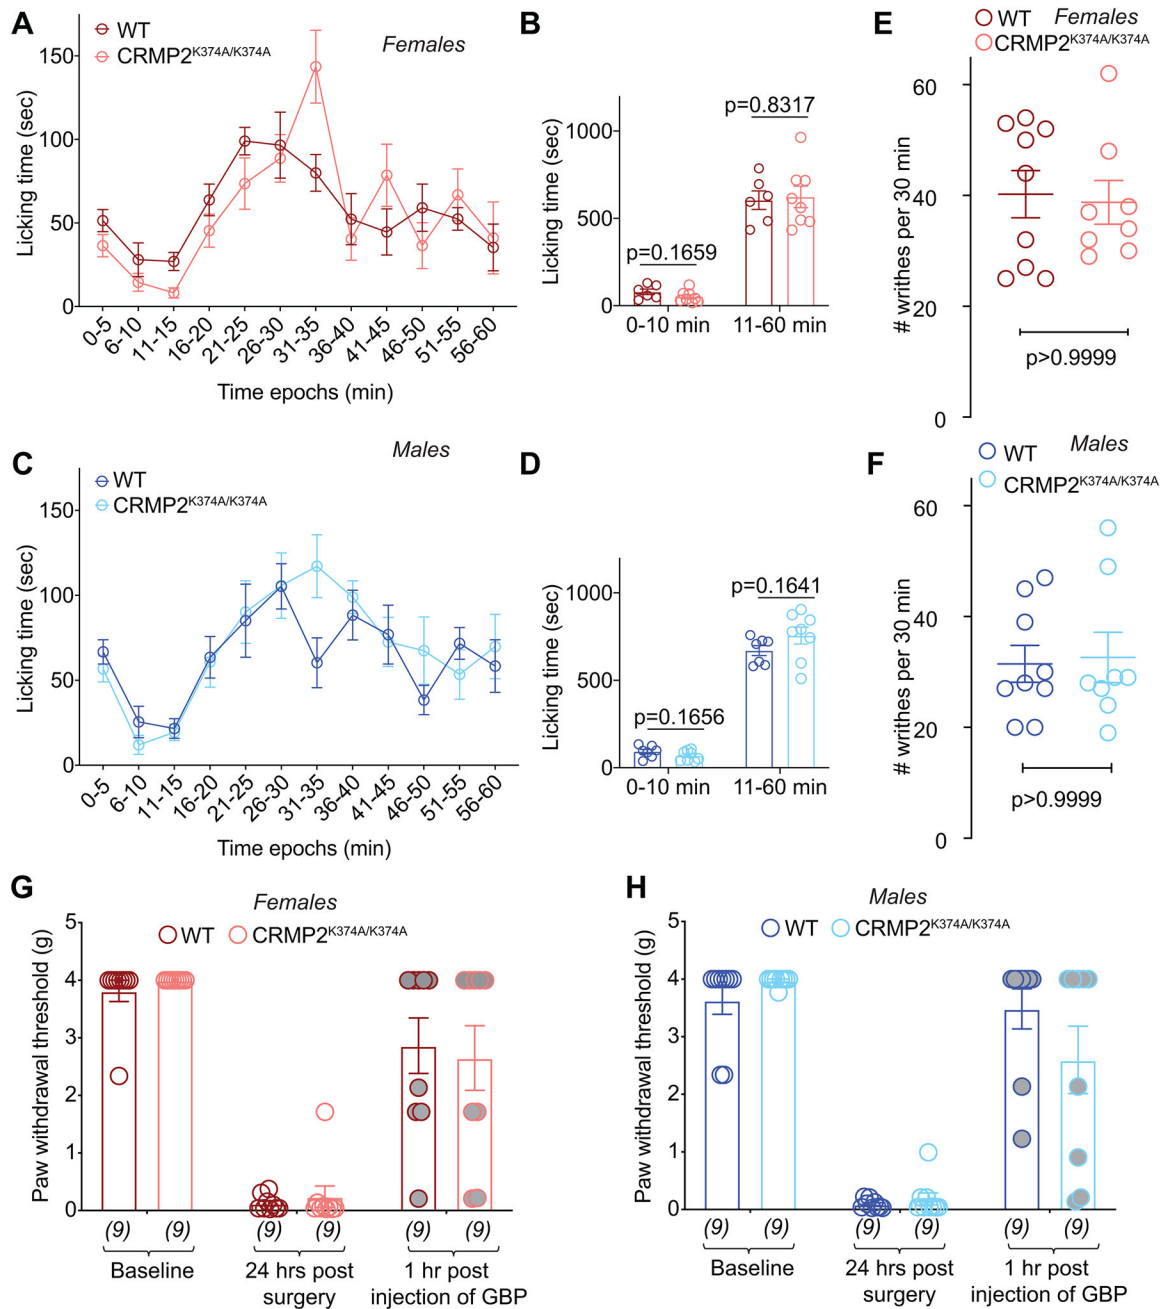 A
WT
CRMP2K374A/K374A
Females
Licking time (sec)
150
100
50
0
0-5
6-10
11-15
16-20
21-25
26-30
31-35
36-40
41-45
46-50
51-55
56-60
Time epochs (min)
B
Licking time (sec)
1000
500
0
p=0.1659
p=0.8317
0-10 min
11-60 min
E
WT
Females
CRMP2K374A/K374A
# writhes per 30 min
60
40
20
0
p>0.9999
C
Males
WT
CRMP2K374A/K374A
Licking time (sec)
150
100
50
0
0-5
6-10
11-15
16-20
21-25
26-30
31-35
36-40
41-45
46-50
51-55
56-60
Time epochs (min)
D
Licking time (sec)
1000
500
0
p=0.1656
p=0.1641
0-10 min
11-60 min
F
Males
WT
CRMP2K374A/K374A
# writhes per 30 min
60
40
20
0
p>0.9999
G
Females
WT
CRMP2K374A/K374A
Paw withdrawal threshold (g)
5
4
3
2
1
0
(9) (9) (9) (9) (9) (9)
Baseline
24 hrs post
surgery
1 hr post
injection of GBP
H
Males
WT
CRMP2K374A/K374A
Paw withdrawal threshold (g)
5
4
3
2
1
0
(9) (9) (9) (9) (9) (9)
Baseline
24 hrs post
surgery
1 hr post
injection of GBP